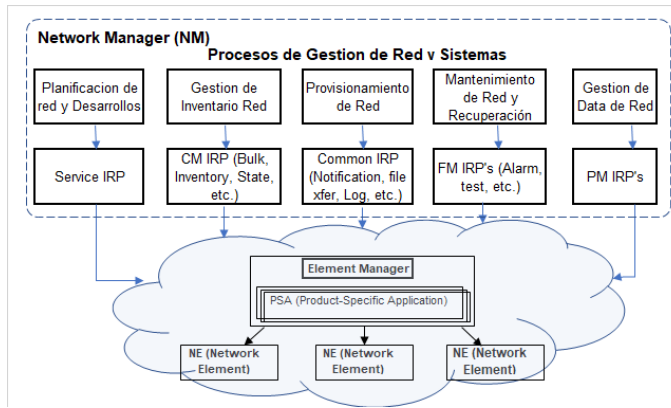 Network Manager (NM)
Procesos de Gestion de Red v Sistemas
Planificacion de
red y Desarrollos
Gestion de
Inventario Red
Provisionamiento
de Red
Mantenimiento
de Red y
Recuperación
Gestion de
Data de Red
Service IRP
CM IRP (Bulk,
Inventory, State,
etc.)
Common IRP
(Notification, file
xfer, Log, etc.)
FM IRP's (Alarm,
test, etc.)
PM IRP's
Element Manager
PSA (Product-Specific Application)
NE (Network
Element)
NE (Network
Element)
NE (Network
Element)